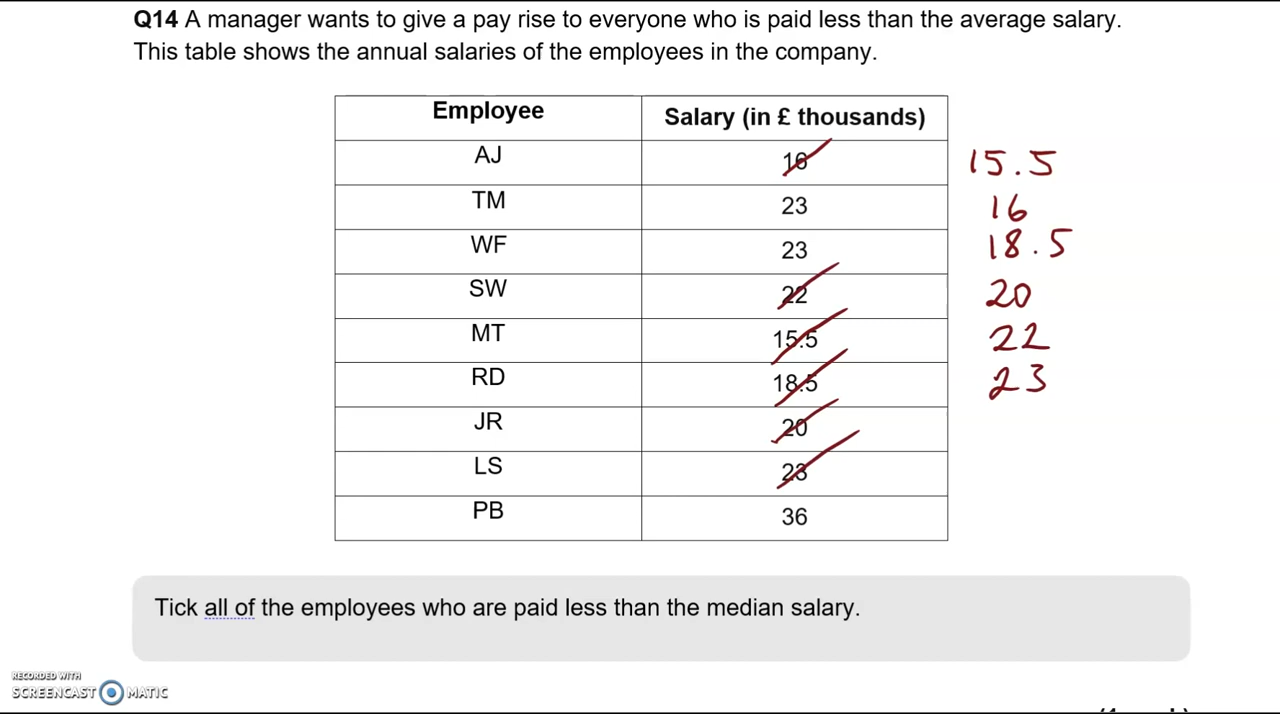 Q14 A manager wants to give a pay rise to everyone who is paid less than the average salary.
This table shows the annual salaries of the employees in the company.
Employee Salary (in £ thousands)
AJ 16 15.5
TM 23 16
WF 23 18.5
SW 22 20
MT 15.5 22
RD 18.5 23
JR 20
LS 23
PB 36
Tick all of the employees who are paid less than the median salary.
RECORDED WITH
SCREENCAST MATIC